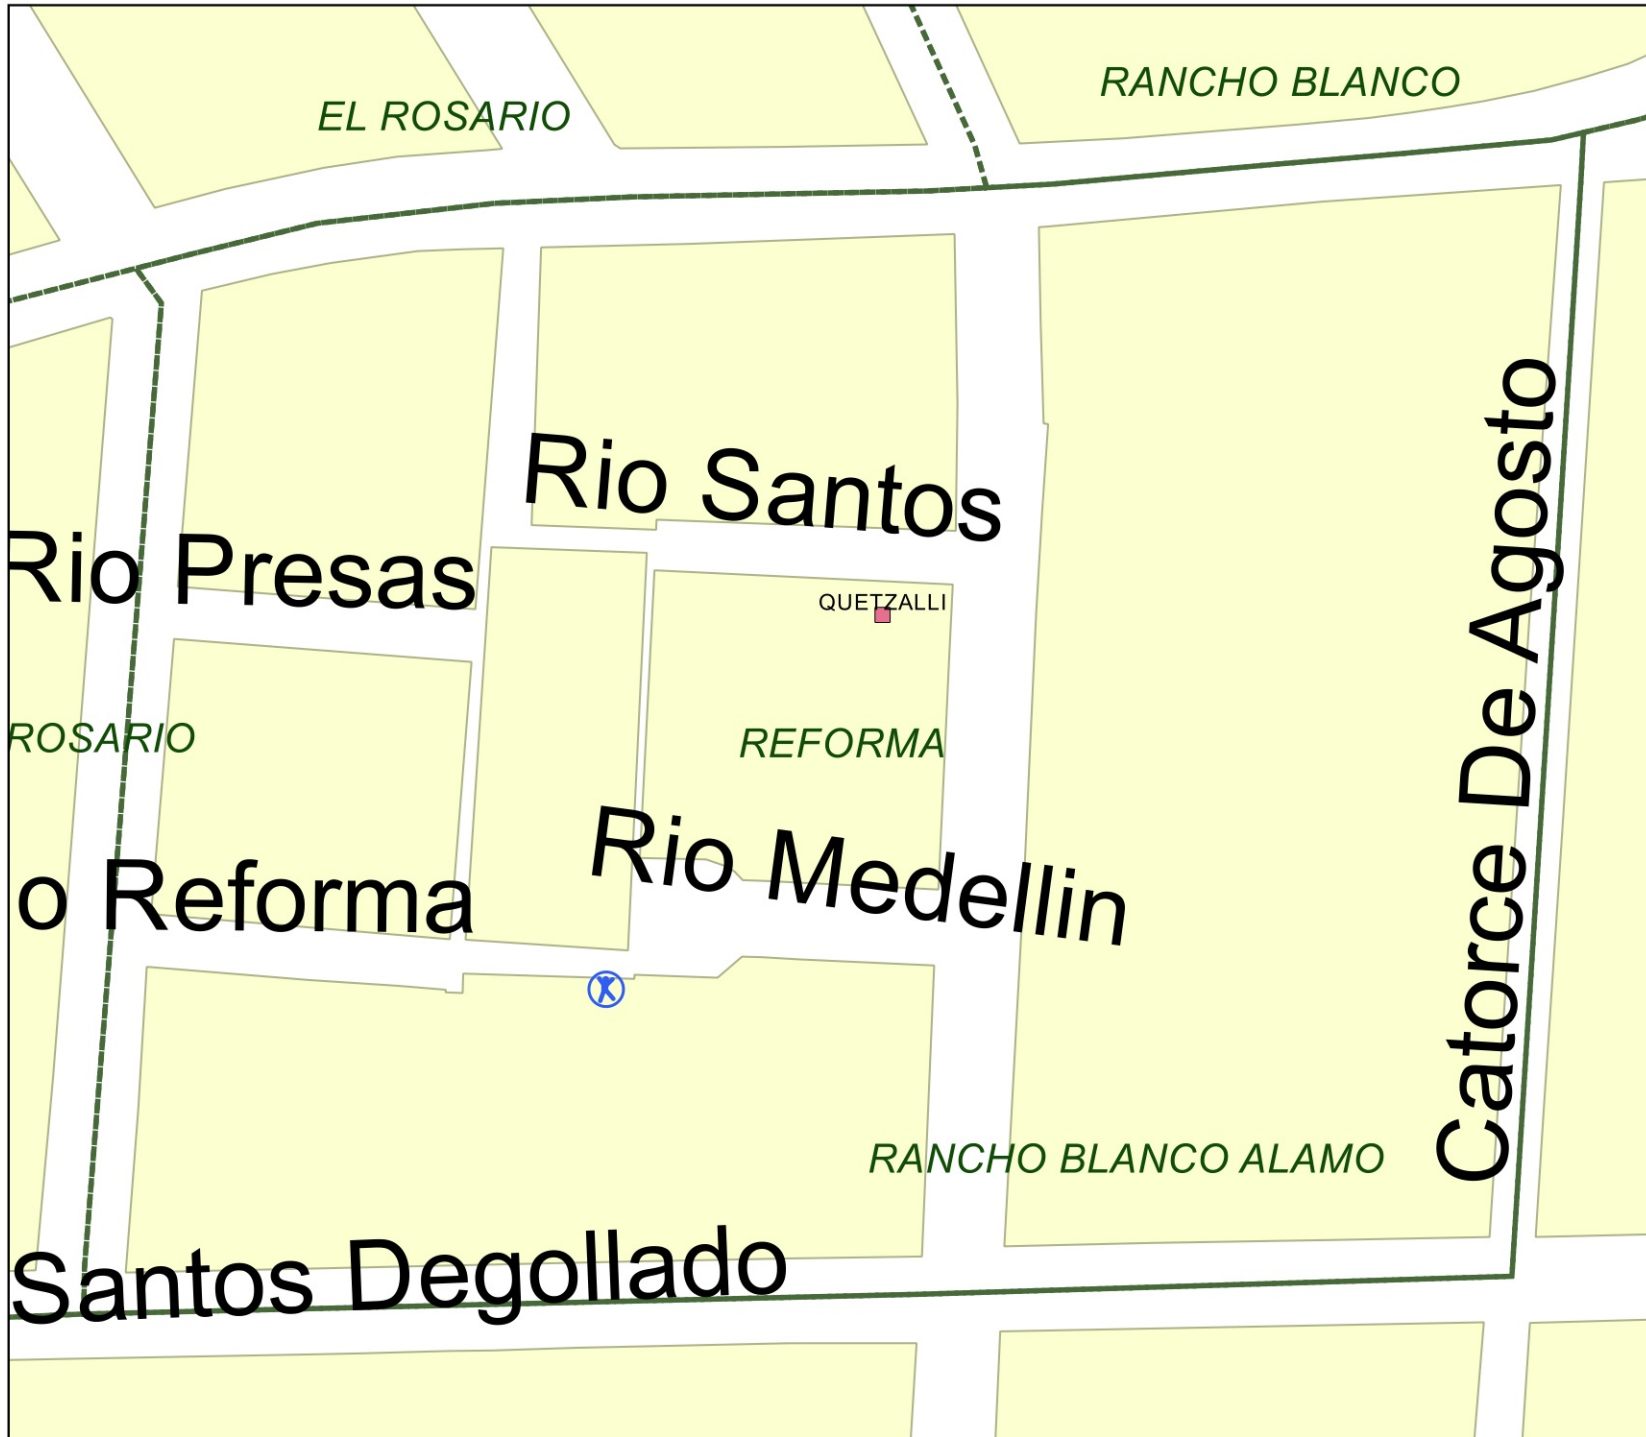 RANCHO BLANCO
EL ROSARIO
Rio Santos
Rio Presas
QUETZALLI
REFORMA
ROSARIO
Catorce De Agosto
Rio Medellin
o Reforma
RANCHO BLANCO ALAMO
Santos Degollado